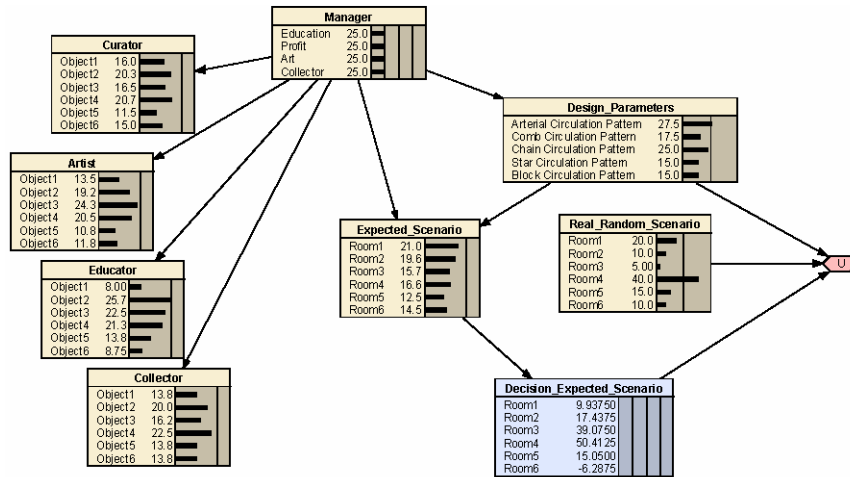 Manager
Education 25.0
Profit 25.0
Art 25.0
Collector 25.0
Curator
Object1 16.0
Object2 20.3
Object3 16.5
Object4 20.7
Object5 11.5
Object6 15.0
Design_Parameters
Arterial Circulation Pattern 27.5
Comb Circulation Pattern 17.5
Chain Circulation Pattern 25.0
Star Circulation Pattern 15.0
Block Circulation Pattern 15.0
Artist
Object1 13.5
Object2 19.2
Object3 24.3
Object4 20.5
Object5 10.8
Object6 11.8
Expected_Scenario
Room1 21.0
Room2 19.6
Room3 15.7
Room4 16.6
Room5 12.5
Room6 14.5
Real_Random_Scenario
Room1 20.0
Room2 10.0
Room3 5.00
Room4 40.0
Room5 15.0
Room6 10.0
U
Educator
Object1 8.00
Object2 25.7
Object3 22.5
Object4 21.3
Object5 13.8
Object6 8.75
Collector
Object1 13.8
Object2 20.0
Object3 16.2
Object4 22.5
Object5 13.8
Object6 13.8
Decision_Expected_Scenario
Room1 9.93750
Room2 17.4375
Room3 39.0750
Room4 50.4125
Room5 15.0500
Room6 -6.2875